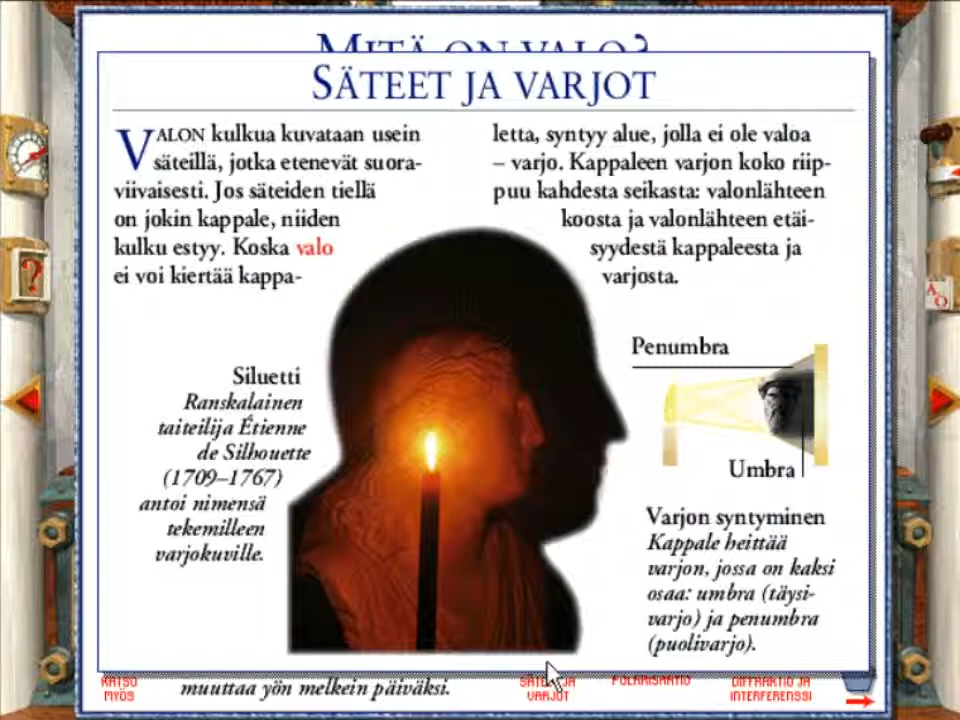 MITÄ ON VALO?
SÄTEET JA VARJOT
VALON kulkua kuvataan usein
säteillä, jotka etenevät suora-
viivaisesti. Jos säteiden tiellä
on jokin kappale, niiden
kulku estyy. Koska valo
ei voi kiertää kappa-
letta, syntyy alue, jolla ei ole valoa
– varjo. Kappaleen varjon koko riip-
puu kahdesta seikasta: valonlähteen
koosta ja valonlähteen etäi-
syydestä kappaleesta ja
varjosta.
Siluetti
Ranskalainen
taiteilija Étienne
de Silhouette
(1709–1767)
antoi nimensä
tekemilleen
varjokuville.
Penumbra
Umbra
Varjon syntyminen
Kappale heittää
varjon, jossa on kaksi
osaa: umbra (täysi-
varjo) ja penumbra
(puolivarjo).
KATSO
MYÖS
muuttaa yön melkein päiväksi.
SÄTEET JA
VARJOT
POLARISAATIO
DIFFRAKTIO JA
INTERFERENSSI
?
A
O